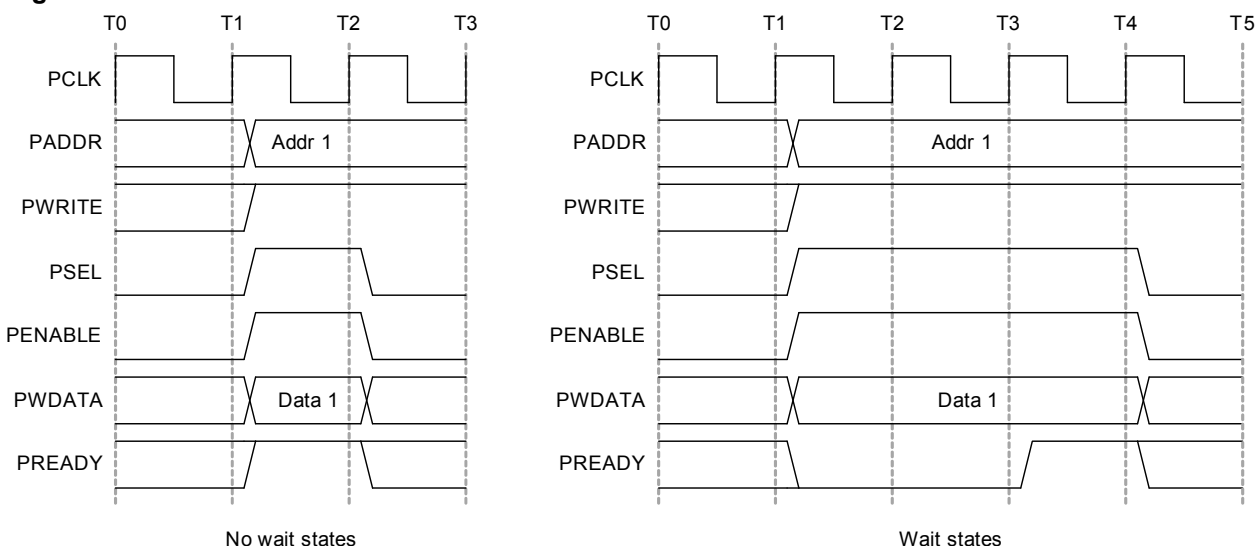 T0 T1 T2 T3 T0 T1 T2 T3 T4 T5
PCLK PCLK
PADDR Addr 1 PADDR Addr 1
PWRITE PWRITE
PSEL PSEL
PENABLE PENABLE
PWDATA Data 1 PWDATA Data 1
PREADY PREADY
No wait states Wait states